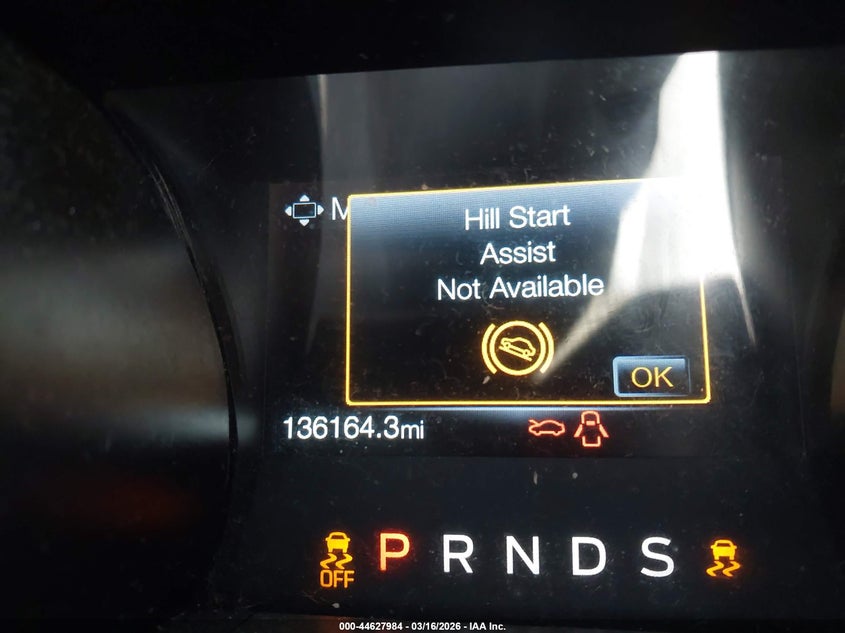 M
Hill Start
Assist
Not Available
OK
136164.3mi
OFF P R N D S
000-44627984 - 03/16/2026 - IAA Inc.